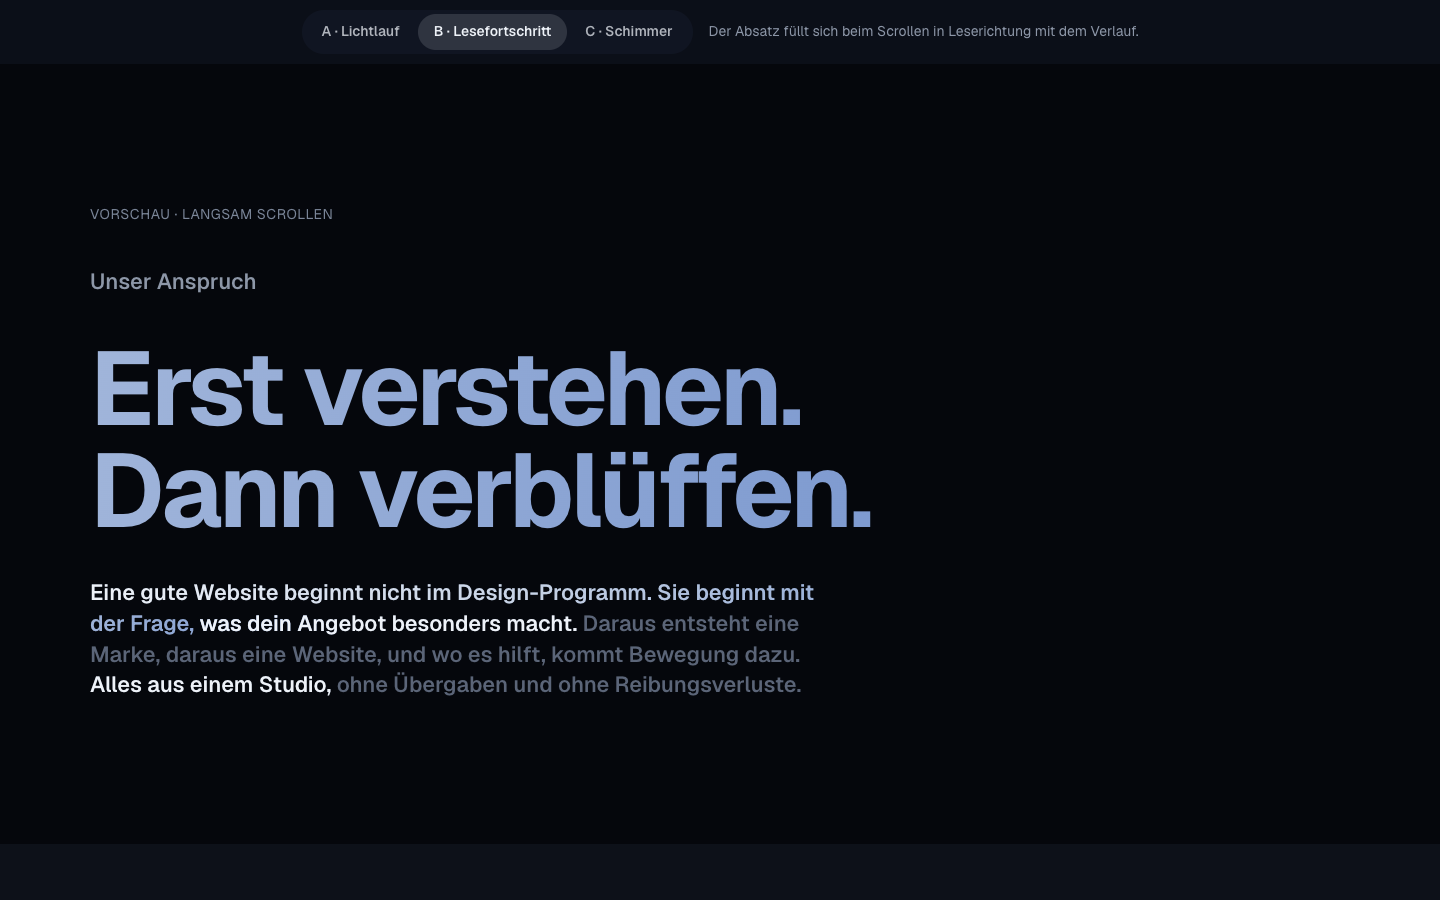 A · Lichtlauf
B · Lesefortschritt
C · Schimmer
Der Absatz füllt sich beim Scrollen in Leserichtung mit dem Verlauf.
VORSCHAU · LANGSAM SCROLLEN
Unser Anspruch
Erst verstehen.
Dann verblüffen.
Eine gute Website beginnt nicht im Design-Programm. Sie beginnt mit
der Frage, was dein Angebot besonders macht. Daraus entsteht eine
Marke, daraus eine Website, und wo es hilft, kommt Bewegung dazu.
Alles aus einem Studio, ohne Übergaben und ohne Reibungsverluste.